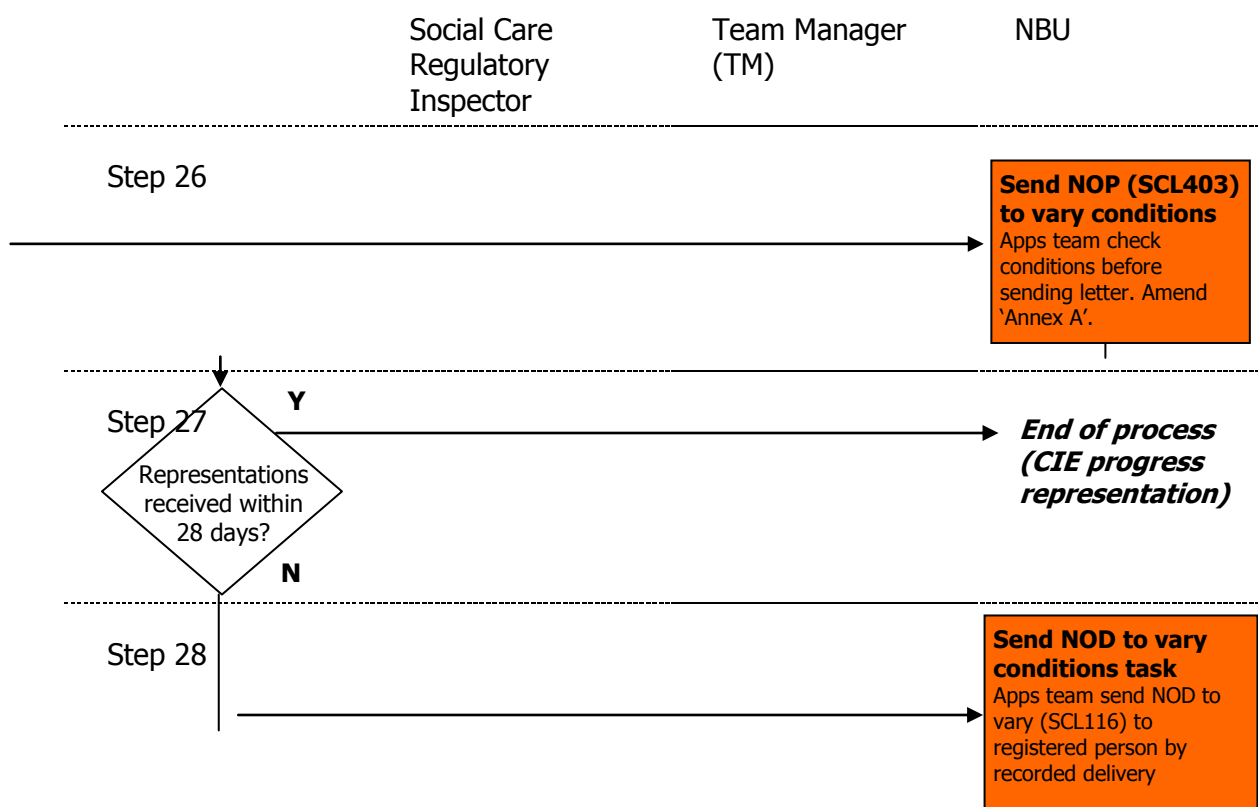 Social Care
Regulatory
Inspector
Team Manager
(TM)
NBU
Step 26
Send NOP (SCL403)
to vary conditions
Apps team check
conditions before
sending letter. Amend
‘Annex A’.
Step 27
Y
Representations
received within
28 days?
N
End of process
(CIE progress
representation)
Step 28
Send NOD to vary
conditions task
Apps team send NOD to
vary (SCL116) to
registered person by
recorded delivery